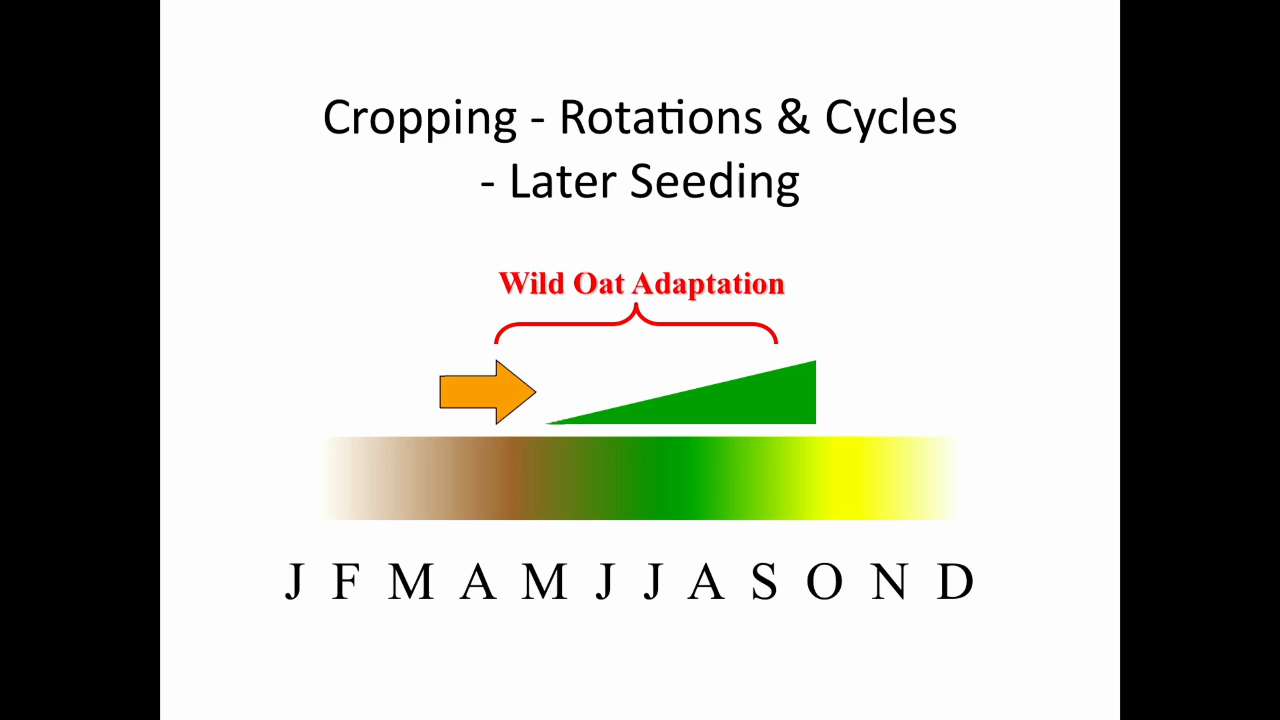 Cropping - Rotations & Cycles
- Later Seeding
Wild Oat Adaptation
J F M A M J J A S O N D